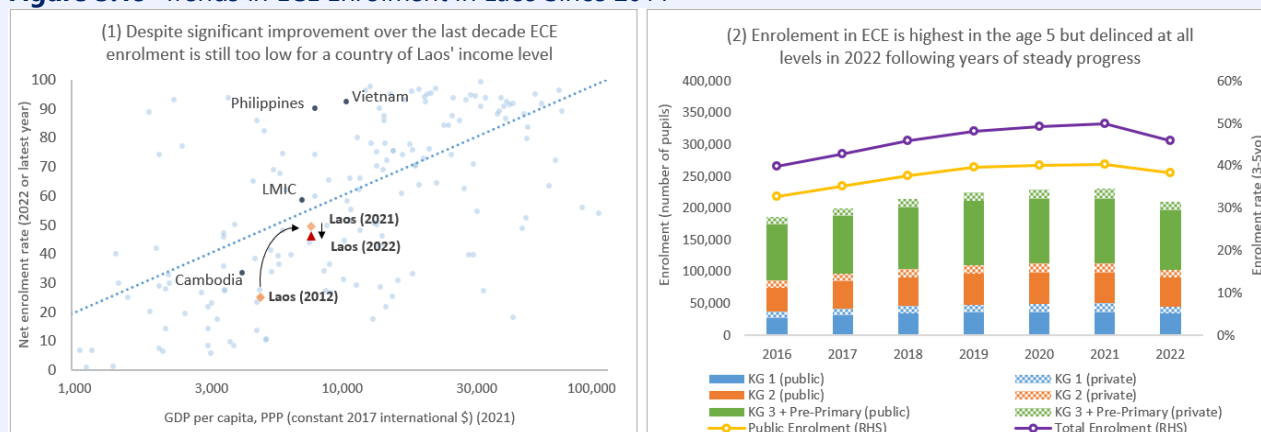 (1) Despite significant improvement over the last decade ECE
enrolment is still too low for a country of Laos' income level
Net enrolment rate (2022 or latest year)
100
90
80
70
60
50
40
30
20
10
0
Philippines
Vietnam
LMIC
Laos (2021)
Laos (2022)
Cambodia
Laos (2012)
1,000
3,000
10,000
30,000
100,000
GDP per capita, PPP (constant 2017 international $) (2021)
(2) Enrolement in ECE is highest in the age 5 but delinced at all
levels in 2022 following years of steady progress
Enrolment (number of pupils)
400,000
350,000
300,000
250,000
200,000
150,000
100,000
50,000
0
60%
50%
40%
30%
20%
10%
0%
Enrolment rate (3-5yo)
2016
2017
2018
2019
2020
2021
2022
KG 1 (public)
KG 1 (private)
KG 2 (public)
KG 2 (private)
KG 3 + Pre-Primary (public)
KG 3 + Pre-Primary (private)
Public Enrolment (RHS)
Total Enrolment (RHS)